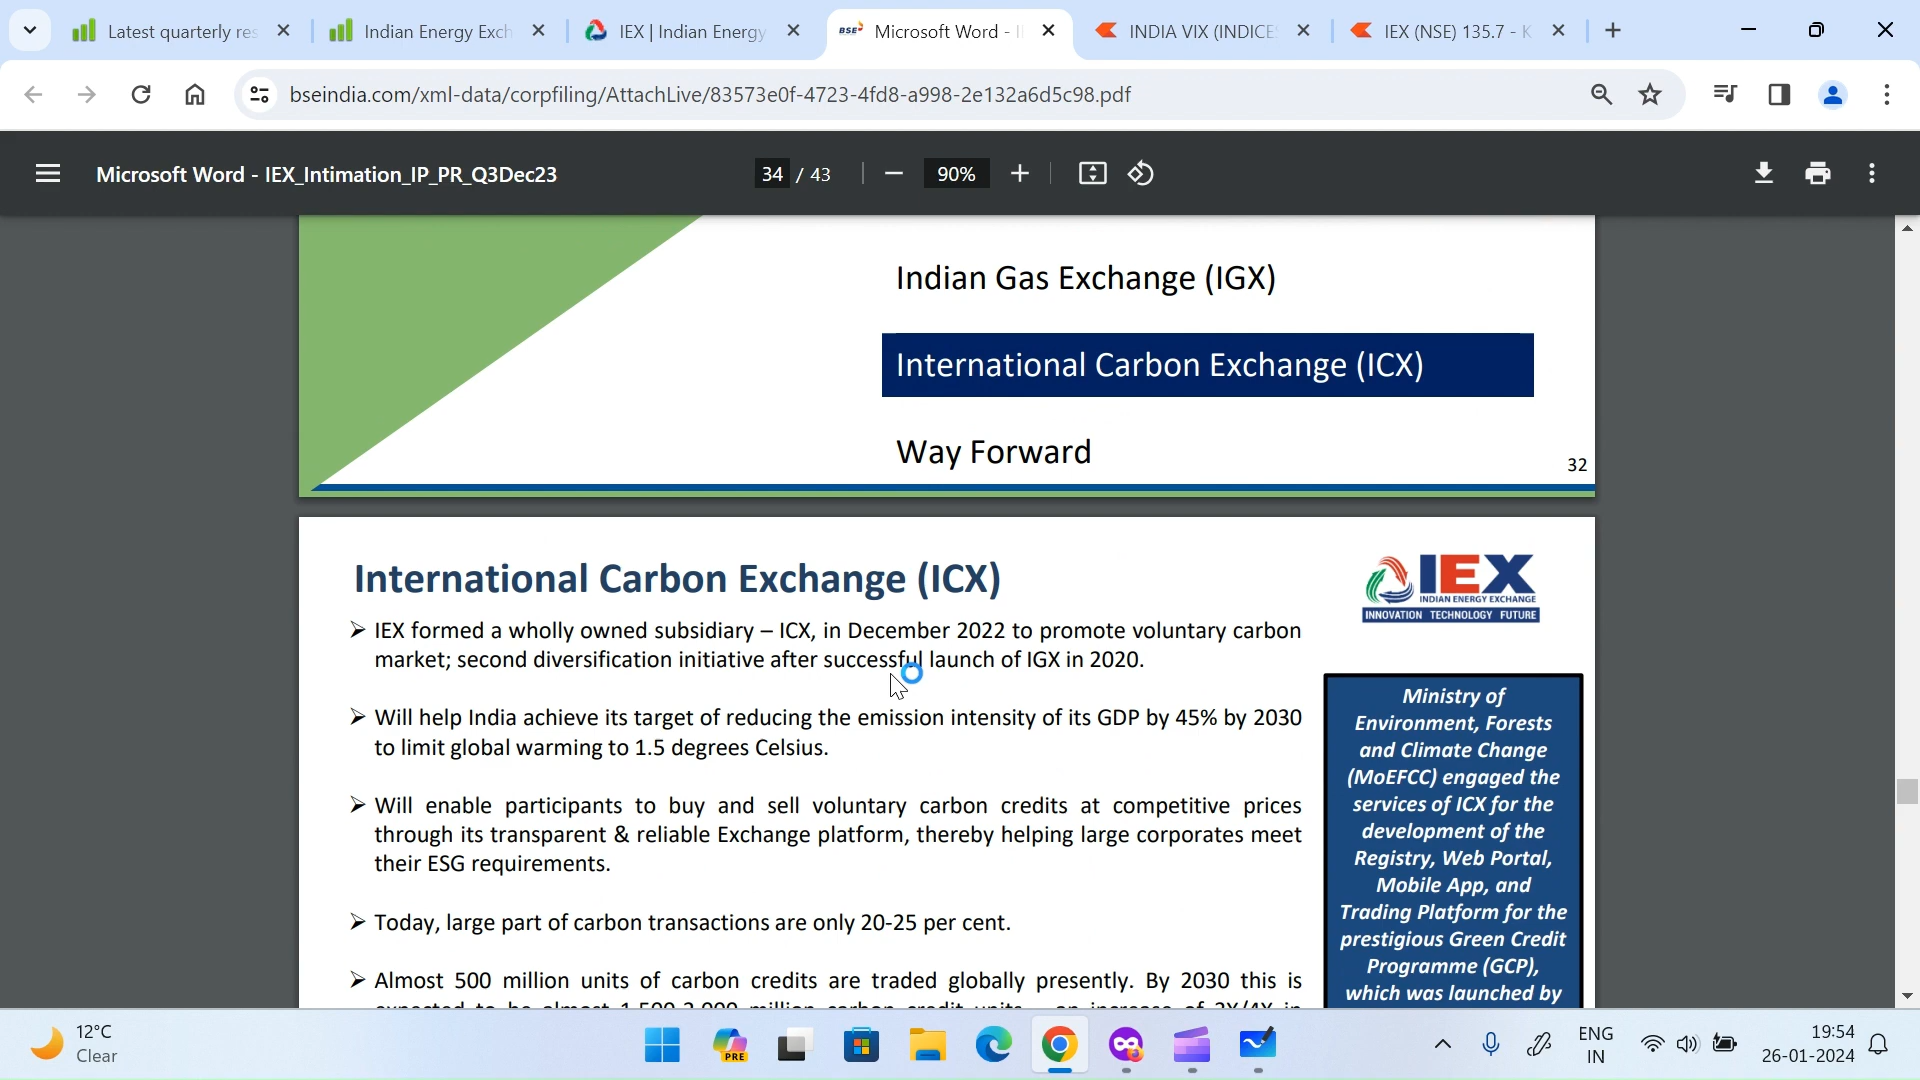 Latest quarterly res
Indian Energy Exch
IEX | Indian Energy
BSE
Microsoft Word - I
INDIA VIX (INDICES
IEX (NSE) 135.7 - K
bseindia.com/xml-data/corpfiling/AttachLive/83573e0f-4723-4fd8-a998-2e132a6d5c98.pdf
Microsoft Word - IEX_Intimation_IP_PR_Q3Dec23
34 / 43
90%
Indian Gas Exchange (IGX)
International Carbon Exchange (ICX)
Way Forward
32
International Carbon Exchange (ICX)
IEX
INDIAN ENERGY EXCHANGE
INNOVATION TECHNOLOGY FUTURE
➢ IEX formed a wholly owned subsidiary – ICX, in December 2022 to promote voluntary carbon
market; second diversification initiative after successful launch of IGX in 2020.
➢ Will help India achieve its target of reducing the emission intensity of its GDP by 45% by 2030
to limit global warming to 1.5 degrees Celsius.
➢ Will enable participants to buy and sell voluntary carbon credits at competitive prices
through its transparent & reliable Exchange platform, thereby helping large corporates meet
their ESG requirements.
➢ Today, large part of carbon transactions are only 20-25 per cent.
➢ Almost 500 million units of carbon credits are traded globally presently. By 2030 this is
Ministry of
Environment, Forests
and Climate Change
(MoEFCC) engaged the
services of ICX for the
development of the
Registry, Web Portal,
Mobile App, and
Trading Platform for the
prestigious Green Credit
Programme (GCP),
which was launched by
12°C
Clear
PRE
ENG
IN
19:54
26-01-2024